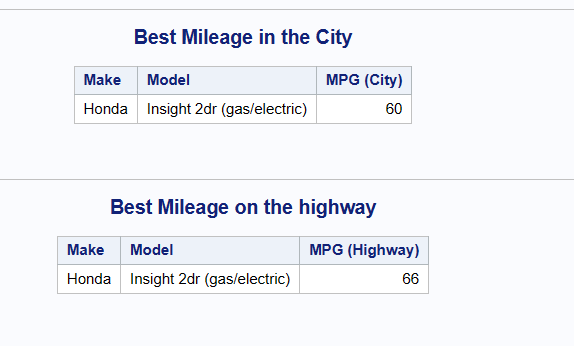 Best Mileage in the City
Make Model MPG (City)
Honda Insight 2dr (gas/electric) 60
Best Mileage on the highway
Make Model MPG (Highway)
Honda Insight 2dr (gas/electric) 66